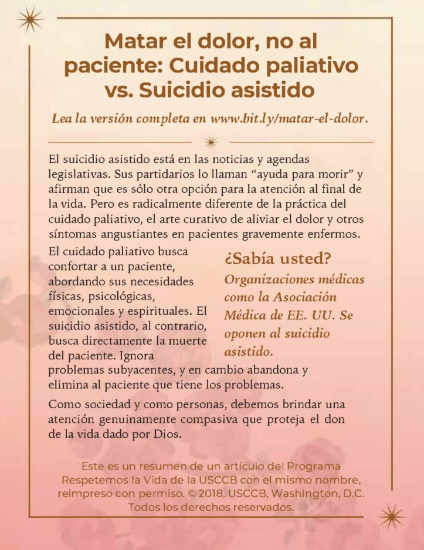 Matar el dolor, no al
paciente: Cuidado paliativo
vs. Suicidio asistido
Lea la versión completa en www.bit.ly/matar-el-dolor.
El suicidio asistido está en las noticias y agendas
legislativas. Sus partidarios lo llaman “ayuda para morir” y
afirman que es sólo otra opción para la atención al final de
la vida. Pero es radicalmente diferente de la práctica del
cuidado paliativo, el arte curativo de aliviar el dolor y otros
síntomas angustiantes en pacientes gravemente enfermos.
El cuidado paliativo busca
confortar a un paciente,
abordando sus necesidades
físicas, psicológicas,
emocionales y espirituales. El
suicidio asistido, al contrario,
busca directamente la muerte
del paciente. Ignora
problemas subyacentes, y en cambio abandona y
elimina al paciente que tiene los problemas.
¿Sabía usted?
Organizaciones médicas
como la Asociación
Médica de EE. UU. Se
oponen al suicidio
asistido.
Como sociedad y como personas, debemos brindar una
atención genuinamente compasiva que proteja el don
de la vida dado por Dios.
Este es un resumen de un artículo del Programa
Respetemos la Vida de la USCCB con el mismo nombre,
reimpreso con permiso. © 2018, USCCB, Washington, D.C.
Todos los derechos reservados.